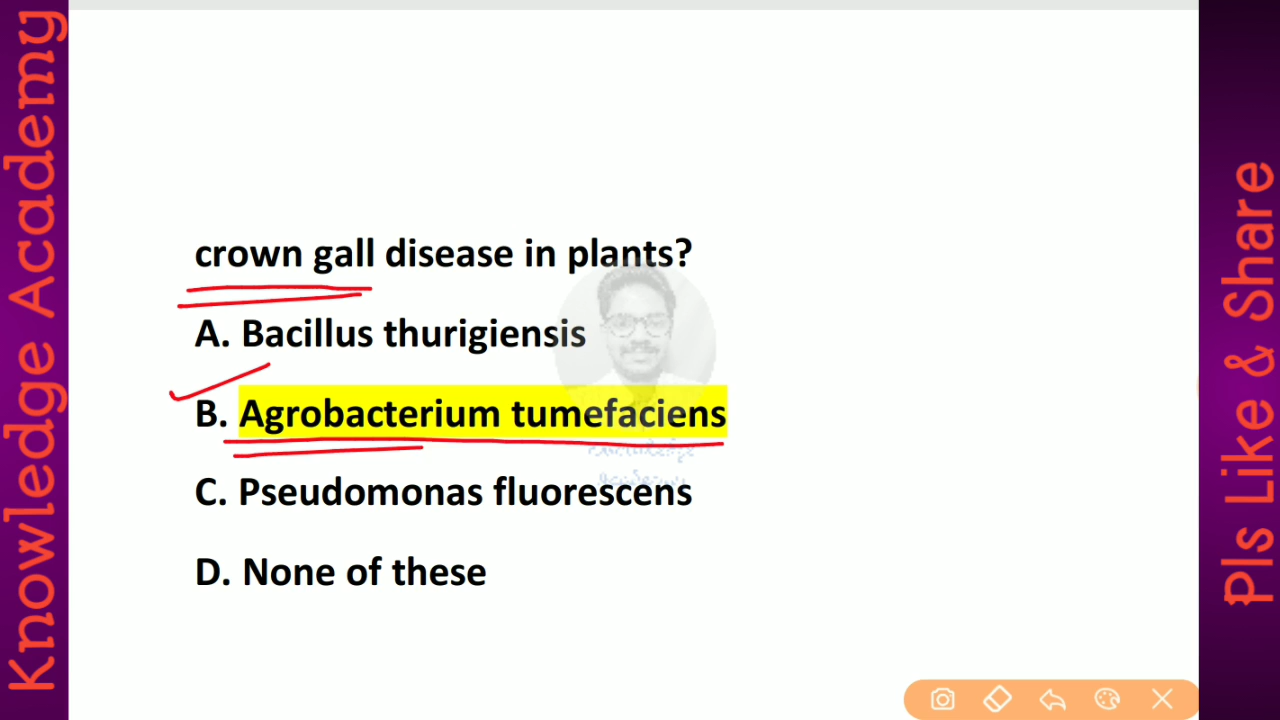 Knowledge Academy
crown gall disease in plants?
A. Bacillus thurigiensis
B. Agrobacterium tumefaciens
C. Pseudomonas fluorescens
D. None of these
Pls Like & Share